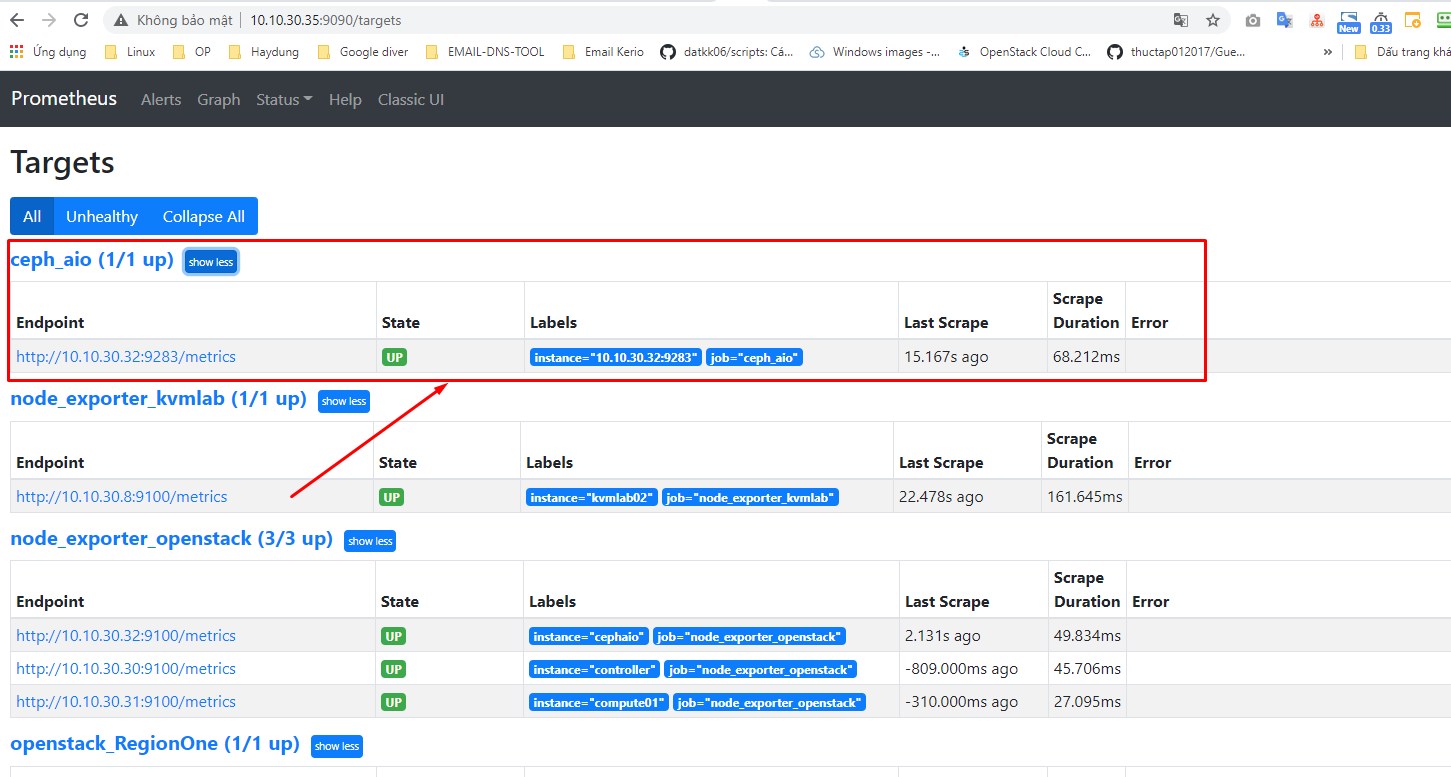 Không bảo mật | 10.10.30.35:9090/targets
New 0.33
Ứng dụng Linux OP Haydung Google diver EMAIL-DNS-TOOL Email Kerio datkk06/scripts: Cá... Windows images -... OpenStack Cloud C... thuctap012017/Gue... » Dấu trang khá
Prometheus Alerts Graph Status Help Classic UI
Targets
All Unhealthy Collapse All
ceph_aio (1/1 up) show less
Endpoint State Labels Last Scrape Scrape Duration Error
http://10.10.30.32:9283/metrics UP instance="10.10.30.32:9283" job="ceph_aio" 15.167s ago 68.212ms
node_exporter_kvmlab (1/1 up) show less
Endpoint State Labels Last Scrape Scrape Duration Error
http://10.10.30.8:9100/metrics UP instance="kvmlab02" job="node_exporter_kvmlab" 22.478s ago 161.645ms
node_exporter_openstack (3/3 up) show less
Endpoint State Labels Last Scrape Scrape Duration Error
http://10.10.30.32:9100/metrics UP instance="cephaio" job="node_exporter_openstack" 2.131s ago 49.834ms
http://10.10.30.30:9100/metrics UP instance="controller" job="node_exporter_openstack" -809.000ms ago 45.706ms
http://10.10.30.31:9100/metrics UP instance="compute01" job="node_exporter_openstack" -310.000ms ago 27.095ms
openstack_RegionOne (1/1 up) show less